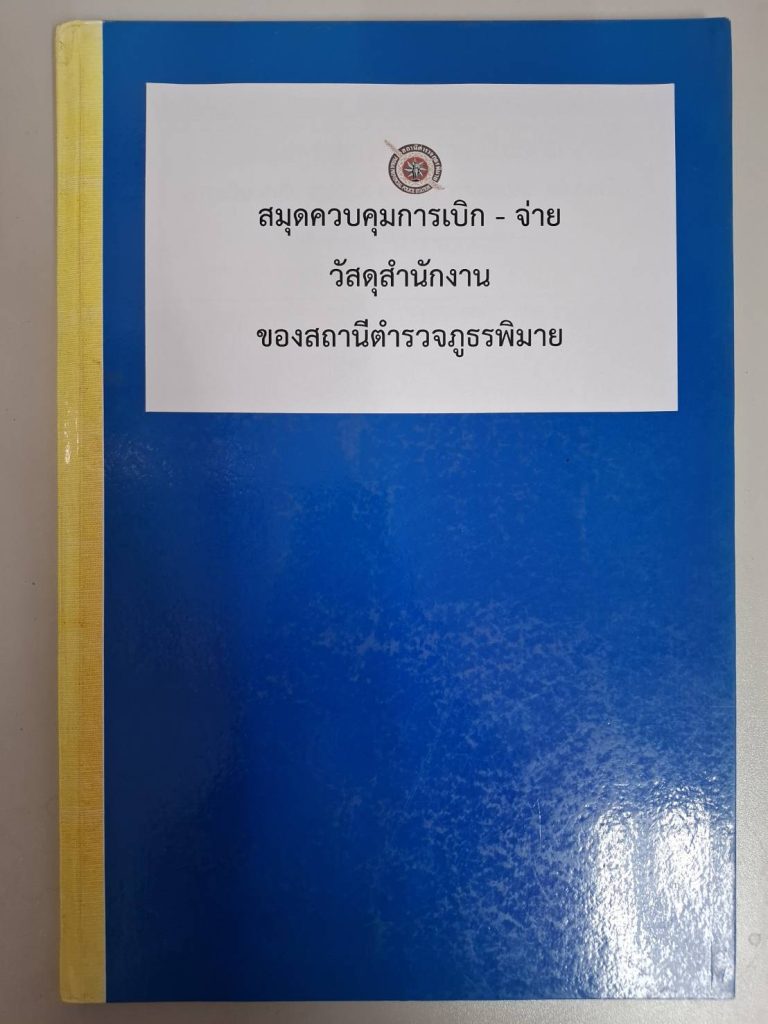 สมุดควบคุมการเบิก - จ่าย
วัสดุสำนักงาน
ของสถานีตำรวจภูธรพิมาย